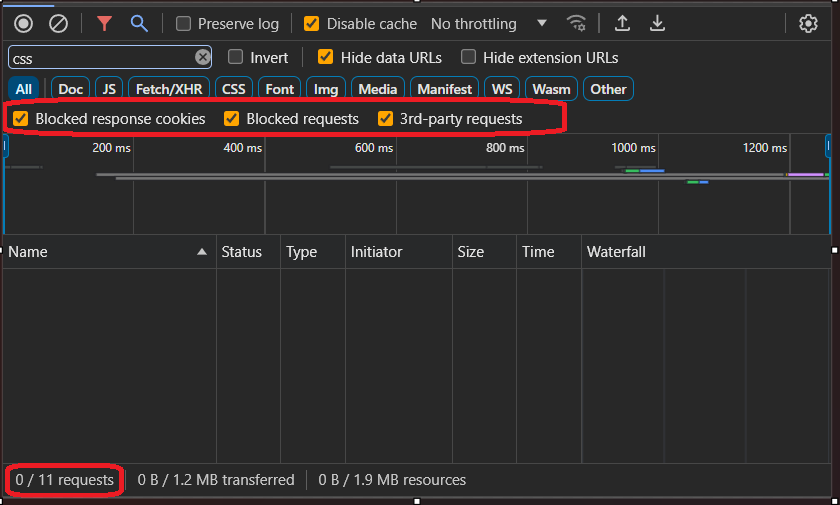 Preserve log Disable cache No throttling
css Invert Hide data URLs Hide extension URLs
All Doc JS Fetch/XHR CSS Font Img Media Manifest WS Wasm Other
Blocked response cookies Blocked requests 3rd-party requests
200 ms 400 ms 600 ms 800 ms 1000 ms 1200 ms
Name Status Type Initiator Size Time Waterfall
0 / 11 requests 0 B / 1.2 MB transferred 0 B / 1.9 MB resources